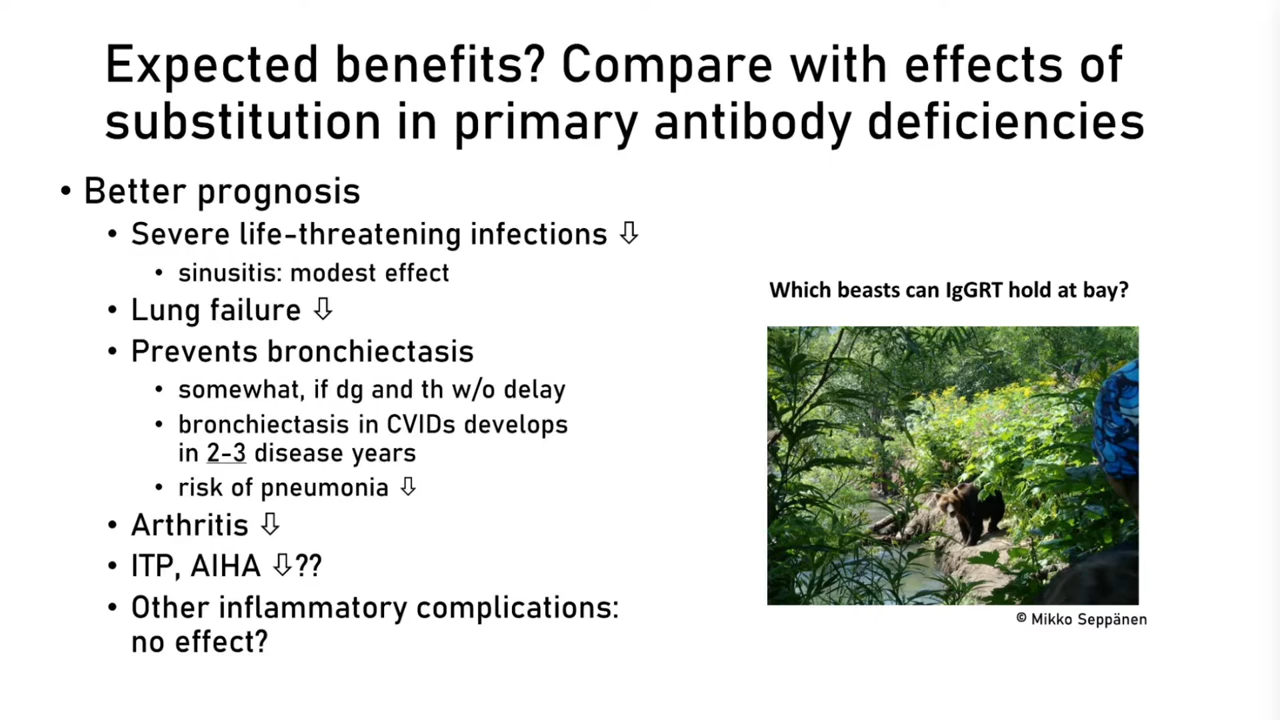 Expected benefits? Compare with effects of
substitution in primary antibody deficiencies
• Better prognosis
• Severe life-threatening infections ⇩
• sinusitis: modest effect
• Lung failure ⇩
• Prevents bronchiectasis
• somewhat, if dg and th w/o delay
• bronchiectasis in CVIDs develops
in 2-3 disease years
• risk of pneumonia ⇩
• Arthritis ⇩
• ITP, AIHA ⇩??
• Other inflammatory complications:
no effect?
Which beasts can IgGRT hold at bay?
© Mikko Seppänen